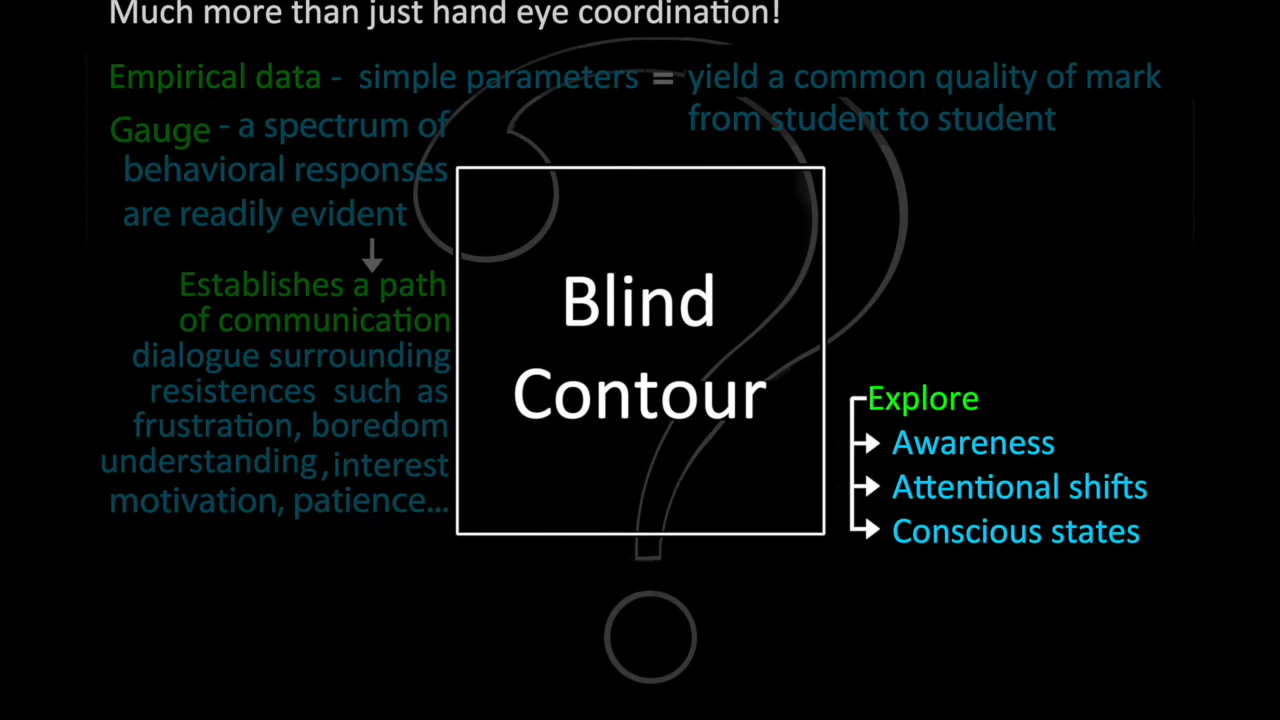 Much more than just hand eye coordination!
Empirical data - simple parameters = yield a common quality of mark
from student to student
Gauge - a spectrum of
behavioral responses
are readily evident
Establishes a path
of communication
dialogue surrounding
resistences such as
frustration, boredom
understanding, interest
motivation, patience...
Blind
Contour
Explore
Awareness
Attentional shifts
Conscious states